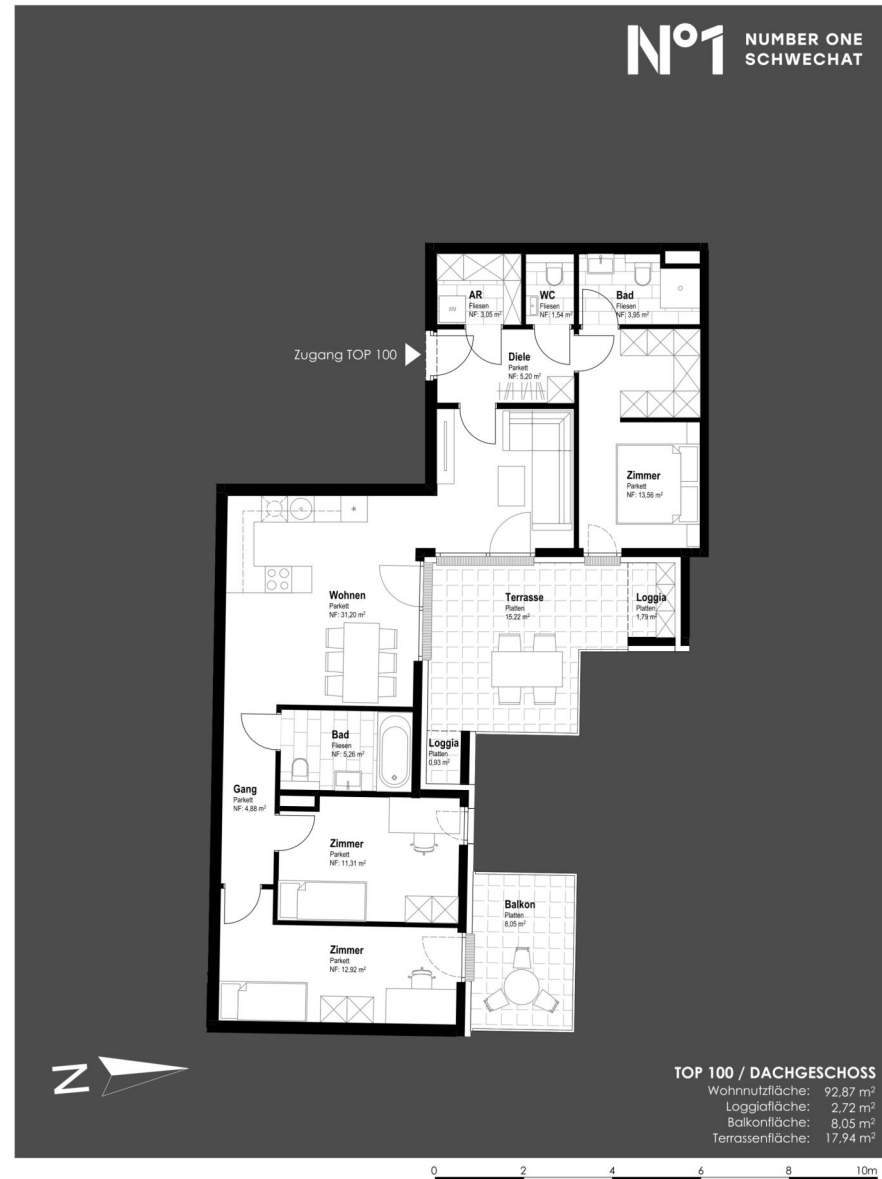 N°1
NUMBER ONE
SCHWECHAT
AR
Fliesen
NF: 3,05 m²
WC
Fliesen
NF: 1,54 m²
Bad
Fliesen
NF: 3,95 m²
Zugang TOP 100
Diele
Parkett
NF: 5,20 m²
Zimmer
Parkett
NF: 13,56 m²
Wohnen
Parkett
NF: 31,20 m²
Terrasse
Platten
15,22 m²
Loggia
Platten
1,79 m²
Bad
Fliesen
NF: 5,26 m²
Loggia
Platten
0,93 m²
Gang
Parkett
NF: 4,88 m²
Zimmer
Parkett
NF: 11,31 m²
Balkon
Platten
8,05 m²
Zimmer
Parkett
NF: 12,92 m²
N
TOP 100 / DACHGESCHOSS
Wohnnutzfläche: 92,87 m²
Loggiafläche: 2,72 m²
Balkonfläche: 8,05 m²
Terrassenfläche: 17,94 m²
0 2 4 6 8 10m